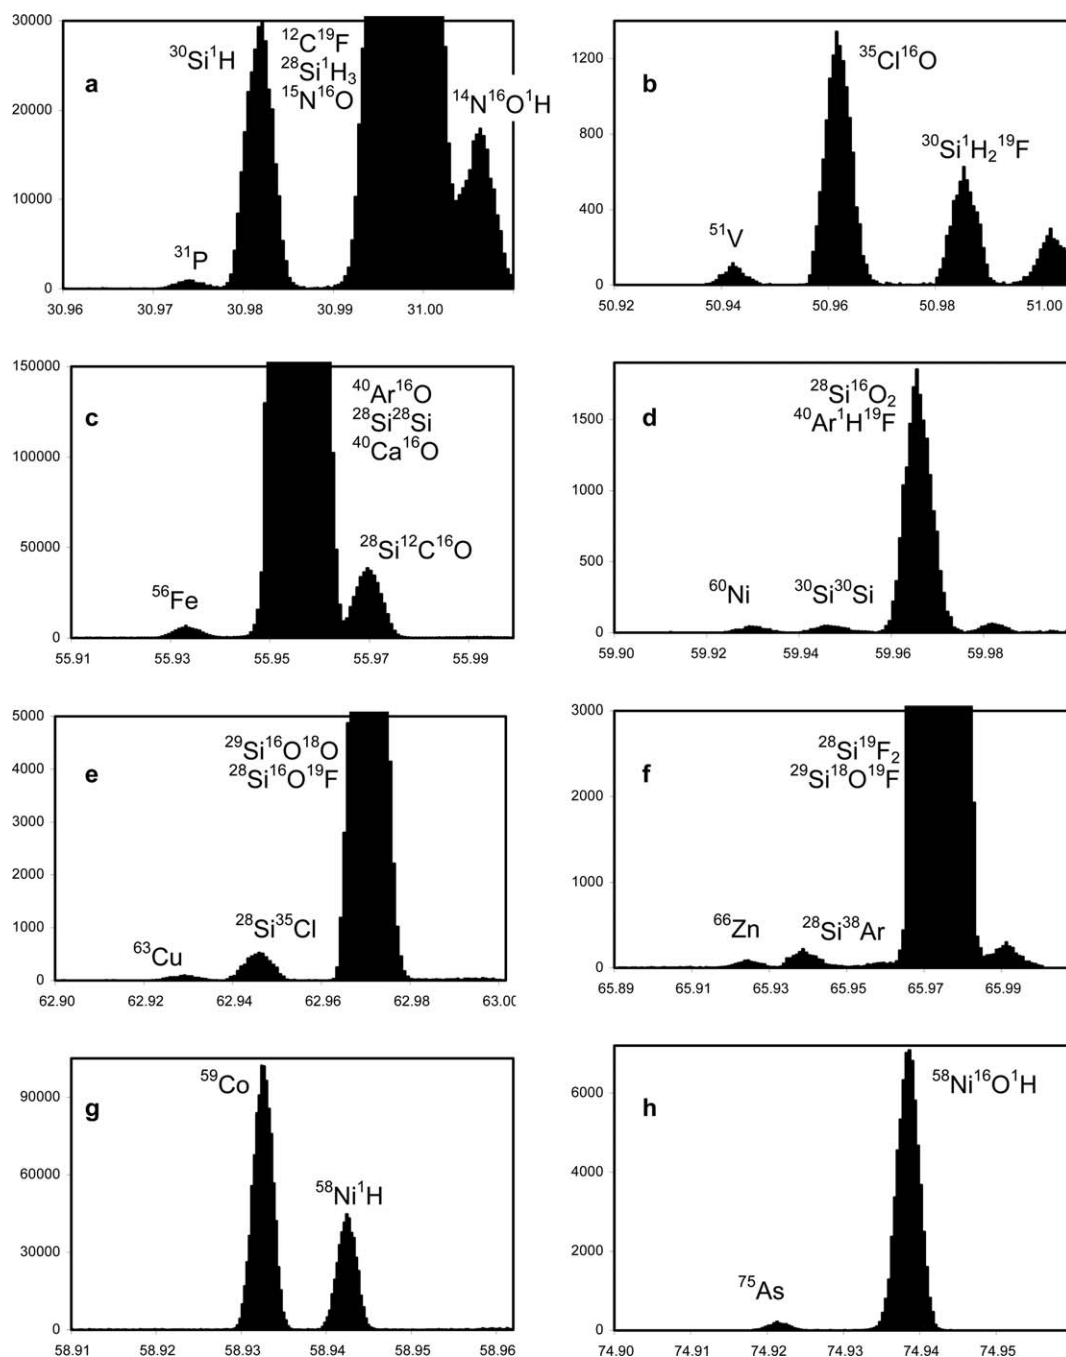 a
30000
20000
10000
0
³⁰Si¹H
¹²C¹⁹F
²⁸Si¹H₃
¹⁵N¹⁶O
¹⁴N¹⁶O¹H
³¹P
30.96 30.97 30.98 30.99 31.00
b
1200
800
400
0
³⁵Cl¹⁶O
³⁰Si¹H₂¹⁹F
⁵¹V
50.92 50.94 50.96 50.98 51.00
c
150000
100000
50000
0
⁴⁰Ar¹⁶O
²⁸Si²⁸Si
⁴⁰Ca¹⁶O
²⁸Si¹²C¹⁶O
⁵⁶Fe
55.91 55.93 55.95 55.97 55.99
d
1500
1000
500
0
²⁸Si¹⁶O₂
⁴⁰Ar¹H¹⁹F
⁶⁰Ni
³⁰Si³⁰Si
59.90 59.92 59.94 59.96 59.98
e
5000
4000
3000
2000
1000
0
²⁹Si¹⁶O¹⁸O
²⁸Si¹⁶O¹⁹F
²⁸Si³⁵Cl
⁶³Cu
62.90 62.92 62.94 62.96 62.98 63.00
f
3000
2000
1000
0
²⁸Si¹⁹F₂
²⁹Si¹⁸O¹⁹F
⁶⁶Zn
²⁸Si³⁸Ar
65.89 65.91 65.93 65.95 65.97 65.99
g
90000
60000
30000
0
⁵⁹Co
⁵⁸Ni¹H
58.91 58.92 58.93 58.94 58.95 58.96
h
6000
4000
2000
0
⁵⁸Ni¹⁶O¹H
⁷⁵As
74.90 74.92 74.93 74.94 74.95